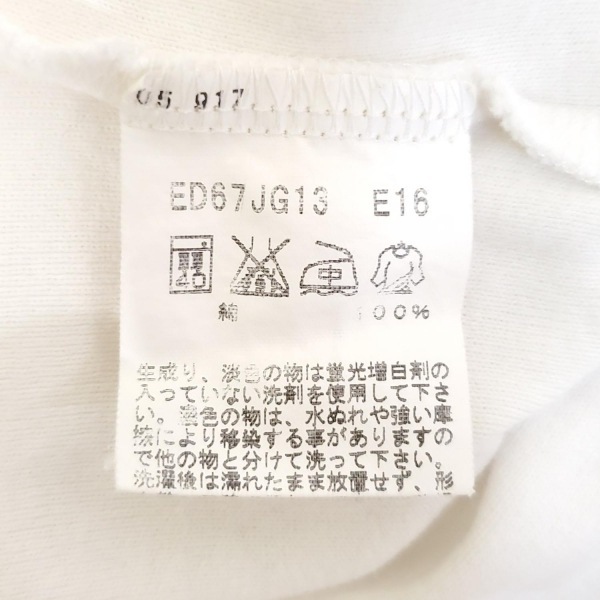 05 917
ED67JG13 E16
40
中
綿 100%
生成り、淡色の物は蛍光増白剤の
入っていない洗剤を使用して下さ
い。濃色の物は、水ぬれや強い摩
擦により移染する事がありますの
で他の物と分けて洗って下さい。
洗濯後は濡れたまま放置せず、形